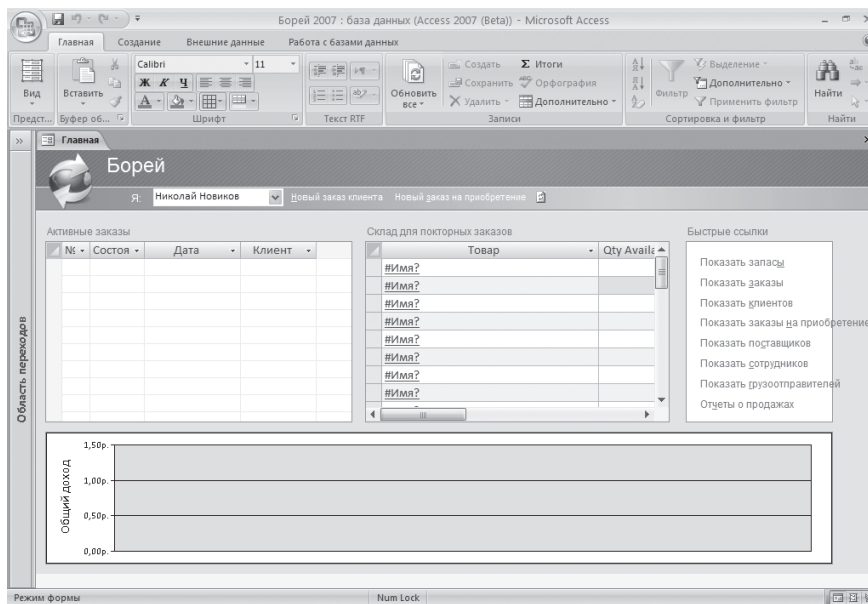 Борей 2007 : база данных (Access 2007 (Beta)) - Microsoft Access
Главная Создание Внешние данные Работа с базами данных
Вид
Предст...
Вставить
Буфер об...
Calibri 11
Ж К Ч
Шрифт
Текст RTF
Обновить все
Создать
Сохранить
Удалить
Итоги
Орфография
Дополнительно
Записи
Фильтр
Выделение
Дополнительно
Применить фильтр
Сортировка и фильтр
Найти
Найти
Главная
Борей
Я: Николай Новиков Новый заказ клиента Новый заказ на приобретение
Область переходов
Активные заказы
№ Состоя Дата Клиент
Склад для покторных заказов
Товар Qty Availa
#Имя?
#Имя?
#Имя?
#Имя?
#Имя?
#Имя?
#Имя?
#Имя?
Быстрые ссылки
Показать запасы
Показать заказы
Показать клиентов
Показать заказы на приобретение
Показать поставщиков
Показать сотрудников
Показать грузоотправителей
Отчеты о продажах
Общий доход
1,50р.
1,00р.
0,50р.
0,00р.
Режим формы Num Lock